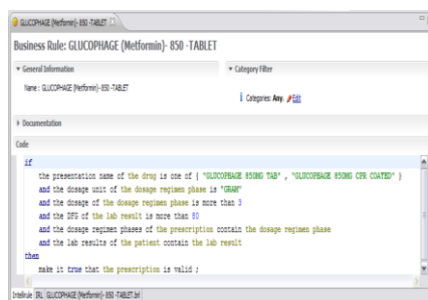 GLUCOPHAGE (Metformin)- 850 -TABLET
Business Rule: GLUCOPHAGE (Metformin)- 850 -TABLET
General Information
Category Filter
Name : GLUCOPHAGE (Metformin)- 850 -TABLET
Categories: Any. Edit
Documentation
Code
if
the presentation name of the drug is one of { "GLUCOPHAGE 850MG TAB" , "GLUCOPHAGE 850MG CPR COATED" }
and the dosage unit of the dosage regimen phase is "GRAM"
and the dosage of the dosage regimen phase is more than 3
and the DFG of the lab result is more than 80
and the dosage regimen phases of the prescription contain the dosage regimen phase
and the lab results of the patient contain the lab result
then
make it true that the prescription is valid ;
Intellirule IRL GLUCOPHAGE (Metformin)- 850 -TABLET.brl